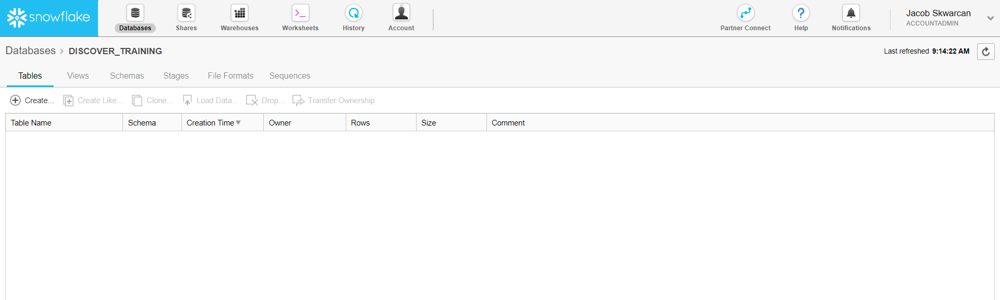 snowflake
Databases
Shares
Warehouses
Worksheets
History
Account
Partner Connect
Help
Notifications
Jacob Skwarcan
ACCOUNTADMIN
Databases › DISCOVER_TRAINING
Last refreshed 9:14:22 AM
Tables Views Schemas Stages File Formats Sequences
Create... Create Like... Clone... Load Data... Drop... Transfer Ownership
Table Name Schema Creation Time Owner Rows Size Comment